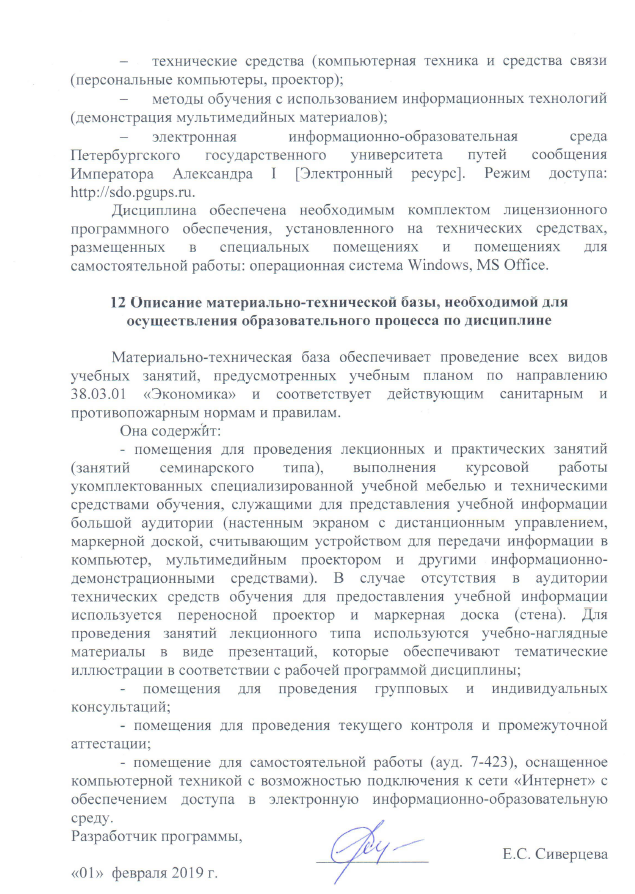 – технические средства (компьютерная техника и средства связи
(персональные компьютеры, проектор);
– методы обучения с использованием информационных технологий
(демонстрация мультимедийных материалов);
– электронная информационно-образовательная среда
Петербургского государственного университета путей сообщения
Императора Александра I [Электронный ресурс]. Режим доступа:
http://sdo.pgups.ru.
Дисциплина обеспечена необходимым комплектом лицензионного
программного обеспечения, установленного на технических средствах,
размещенных в специальных помещениях и помещениях для
самостоятельной работы: операционная система Windows, MS Office.
12 Описание материально-технической базы, необходимой для
осуществления образовательного процесса по дисциплине
Материально-техническая база обеспечивает проведение всех видов
учебных занятий, предусмотренных учебным планом по направлению
38.03.01 «Экономика» и соответствует действующим санитарным и
противопожарным нормам и правилам.
Она содержит:
- помещения для проведения лекционных и практических занятий
(занятий семинарского типа), выполнения курсовой работы
укомплектованных специализированной учебной мебелью и техническими
средствами обучения, служащими для представления учебной информации
большой аудитории (настенным экраном с дистанционным управлением,
маркерной доской, считывающим устройством для передачи информации в
компьютер, мультимедийным проектором и другими информационно-
демонстрационными средствами). В случае отсутствия в аудитории
технических средств обучения для предоставления учебной информации
используется переносной проектор и маркерная доска (стена). Для
проведения занятий лекционного типа используются учебно-наглядные
материалы в виде презентаций, которые обеспечивают тематические
иллюстрации в соответствии с рабочей программой дисциплины;
- помещения для проведения групповых и индивидуальных
консультаций;
- помещения для проведения текущего контроля и промежуточной
аттестации;
- помещение для самостоятельной работы (ауд. 7-423), оснащенное
компьютерной техникой с возможностью подключения к сети «Интернет» с
обеспечением доступа в электронную информационно-образовательную
среду.
Разработчик программы,
Е.С. Сиверцева
«01» февраля 2019 г.